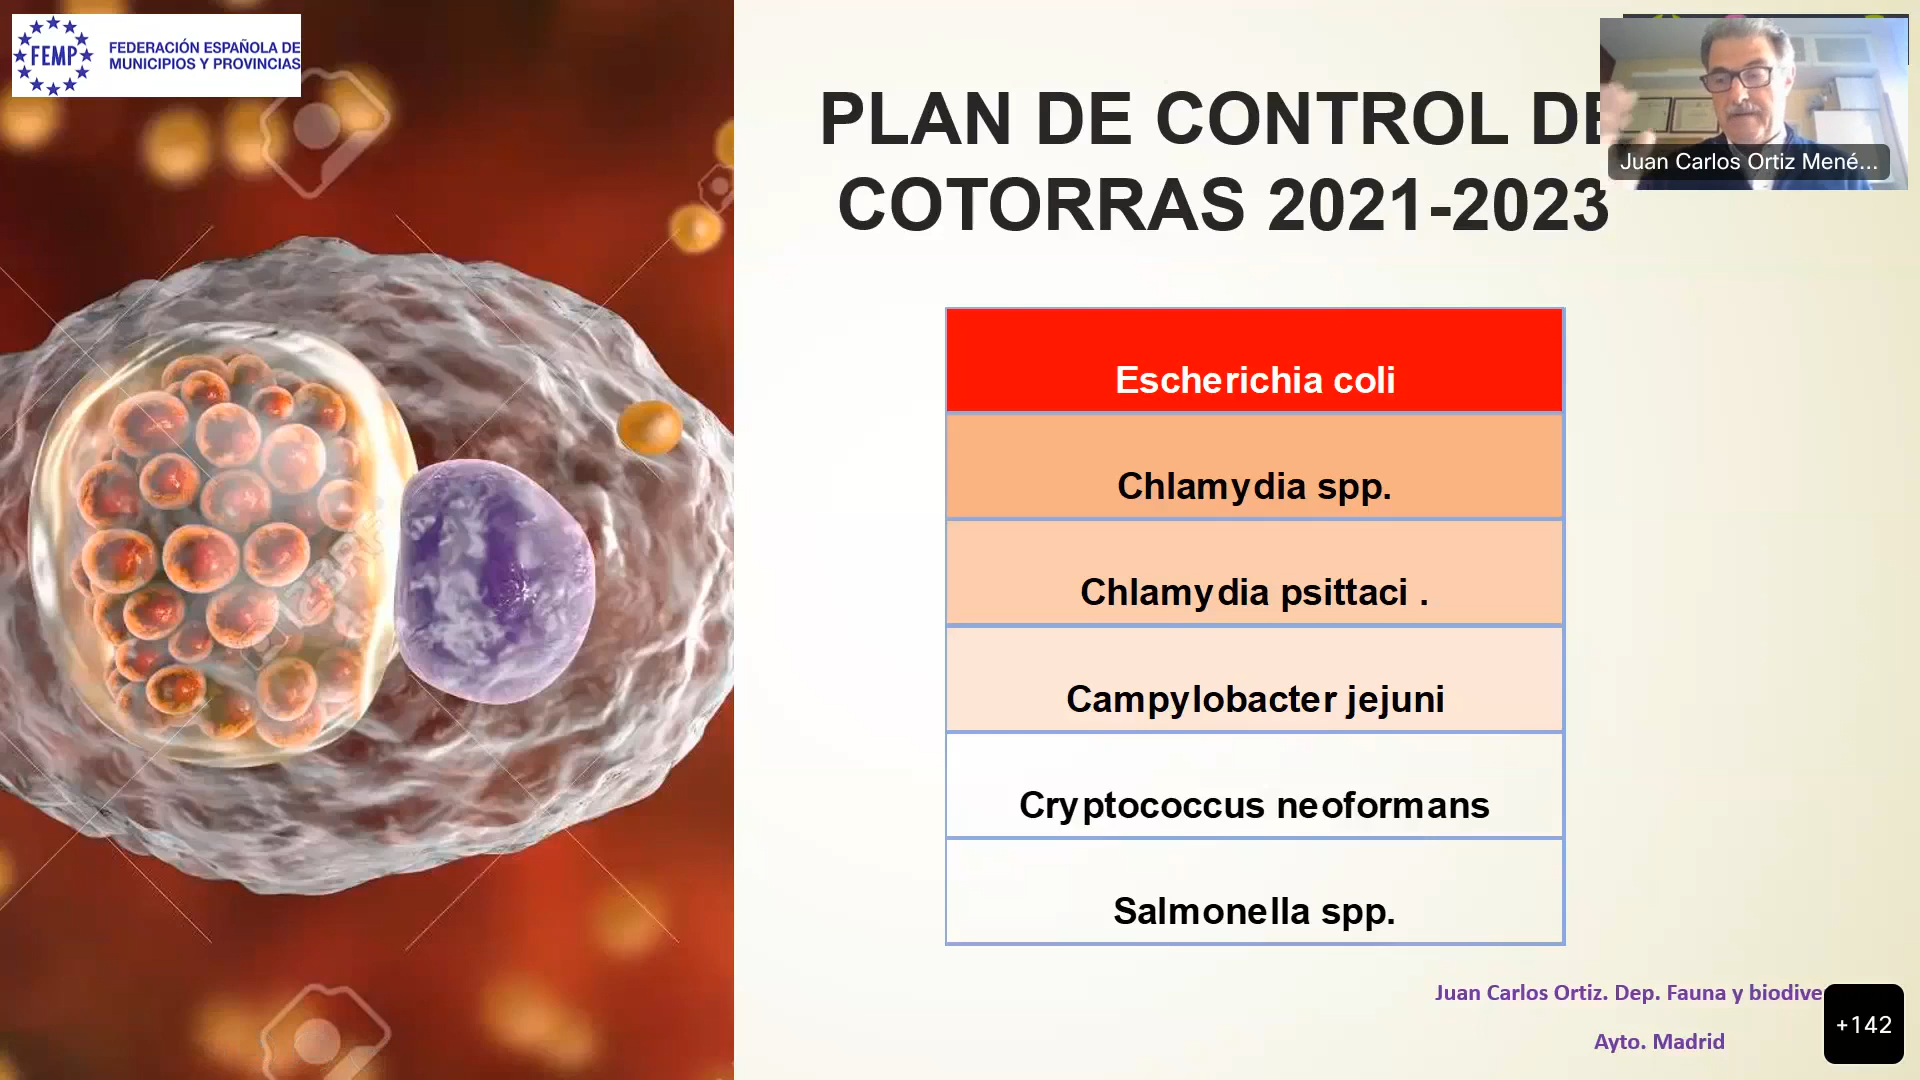 FEMP
FEDERACIÓN ESPAÑOLA DE
MUNICIPIOS Y PROVINCIAS
PLAN DE CONTROL DE
COTORRAS 2021-2023
Juan Carlos Ortiz Mené...
Escherichia coli
Chlamydia spp.
Chlamydia psittaci .
Campylobacter jejuni
Cryptococcus neoformans
Salmonella spp.
Juan Carlos Ortiz. Dep. Fauna y biodive
Ayto. Madrid
+142